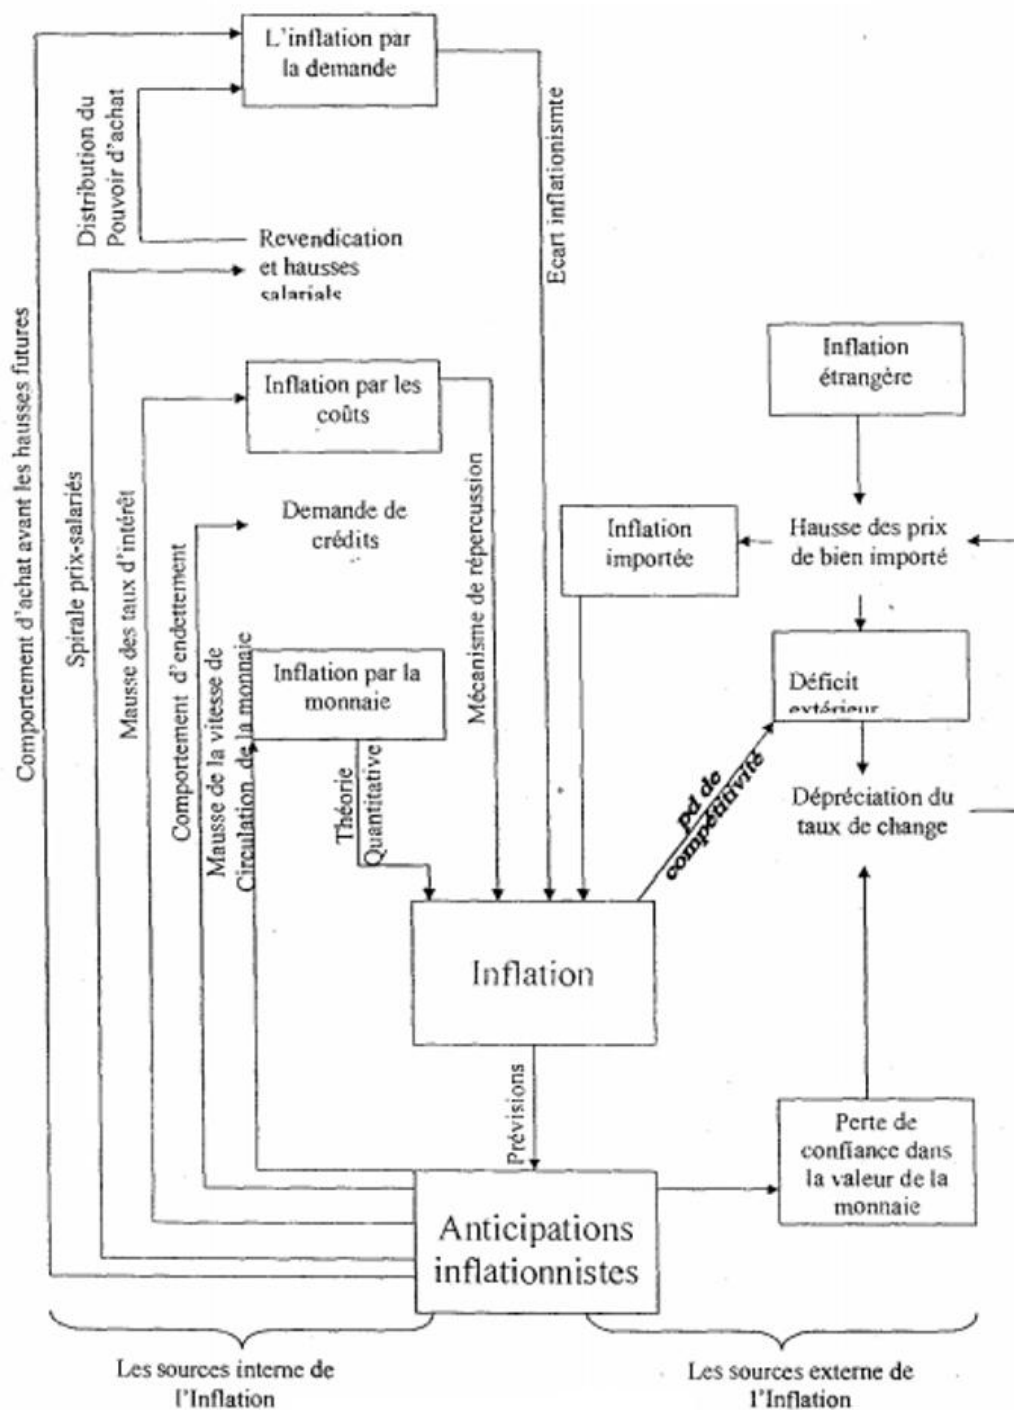 L'inflation par
la demande
Distribution du
Pouvoir d'achat
Revendication
et hausses
salarials
Ecart inflationismte
Comportement d'achat avant les hausses futures
Spirale prix-salariés
Mausse des taux d'intérêt
Inflation par les
coûts
Inflation
étrangère
Demande de
crédits
Comportement d'endettement
Mausse de la vitesse de
Circulation de la monnaie
Mécanisme de répercussion
Inflation
importée
Hausse des prix
de bien importé
Inflation par la
monnaie
Déficit
extérieur
Théorie
Quantitative
pd de
compétitivité
Dépréciation du
taux de change
Inflation
Prévisions
Perte de
confiance dans
la valeur de la
monnaie
Anticipations
inflationnistes
Les sources interne de
l'Inflation
Les sources externe de
l'Inflation